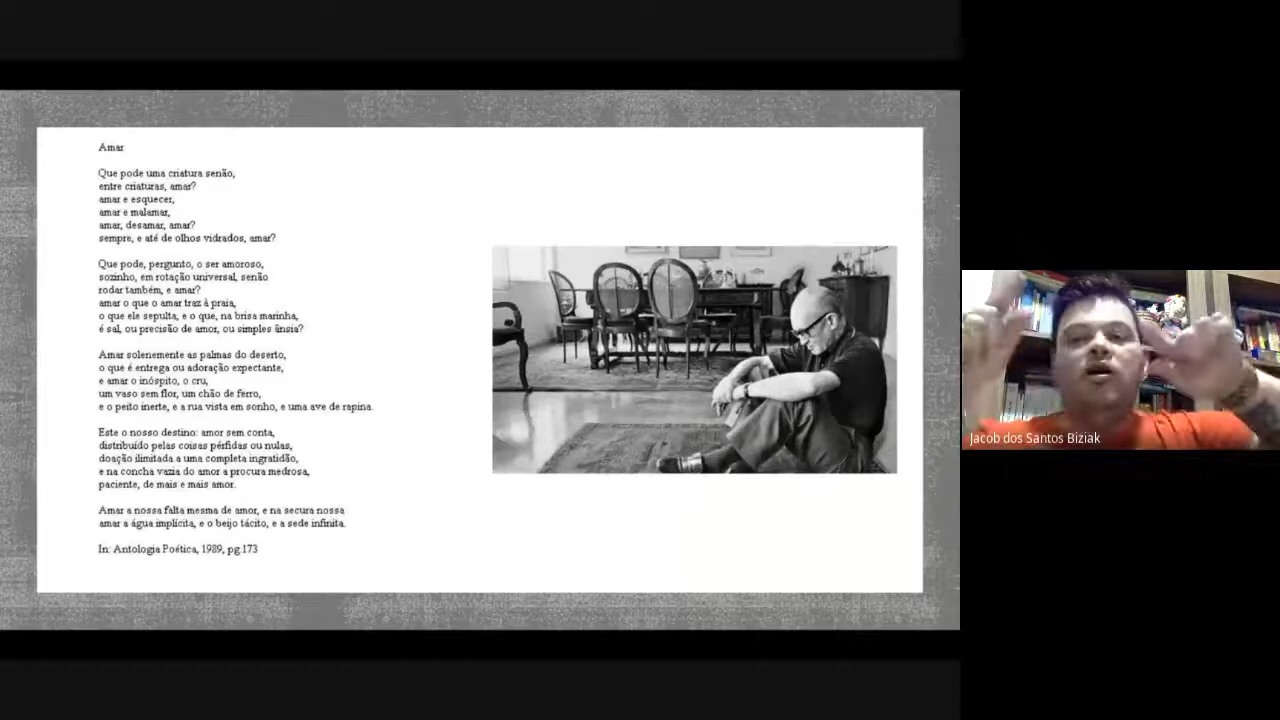 Amar
Que pode uma criatura senão,
entre criaturas, amar?
amar e esquecer,
amar e malamar,
amar, desamar, amar?
sempre, e até de olhos vidrados, amar?
Que pode, pergunto, o ser amoroso,
sozinho, em rotação universal, senão
rodar também, e amar?
amar o que o amar traz à praia,
o que ele sepulta, e o que, na brisa marinha,
é sal, ou precisão de amor, ou simples ânsia?
Amar solenemente as palmas do deserto,
o que é entrega ou adoração expectante,
e amar o inóspito, o cru,
um vaso sem flor, um chão de ferro,
e o peito inerte, e a rua vista em sonho, e uma ave de rapina.
Este o nosso destino: amor sem conta,
distribuído pelas coisas pérfidas ou nulas,
doação ilimitada a uma completa ingratidão,
e na concha vazia do amor a procura medrosa,
paciente, de mais e mais amor.
Amar a nossa falta mesma de amor, e na secura nossa
amar a água implícita, e o beijo tácito, e a sede infinita.
In: Antologia Poética, 1989, pg.173
Jacob dos Santos Biziak